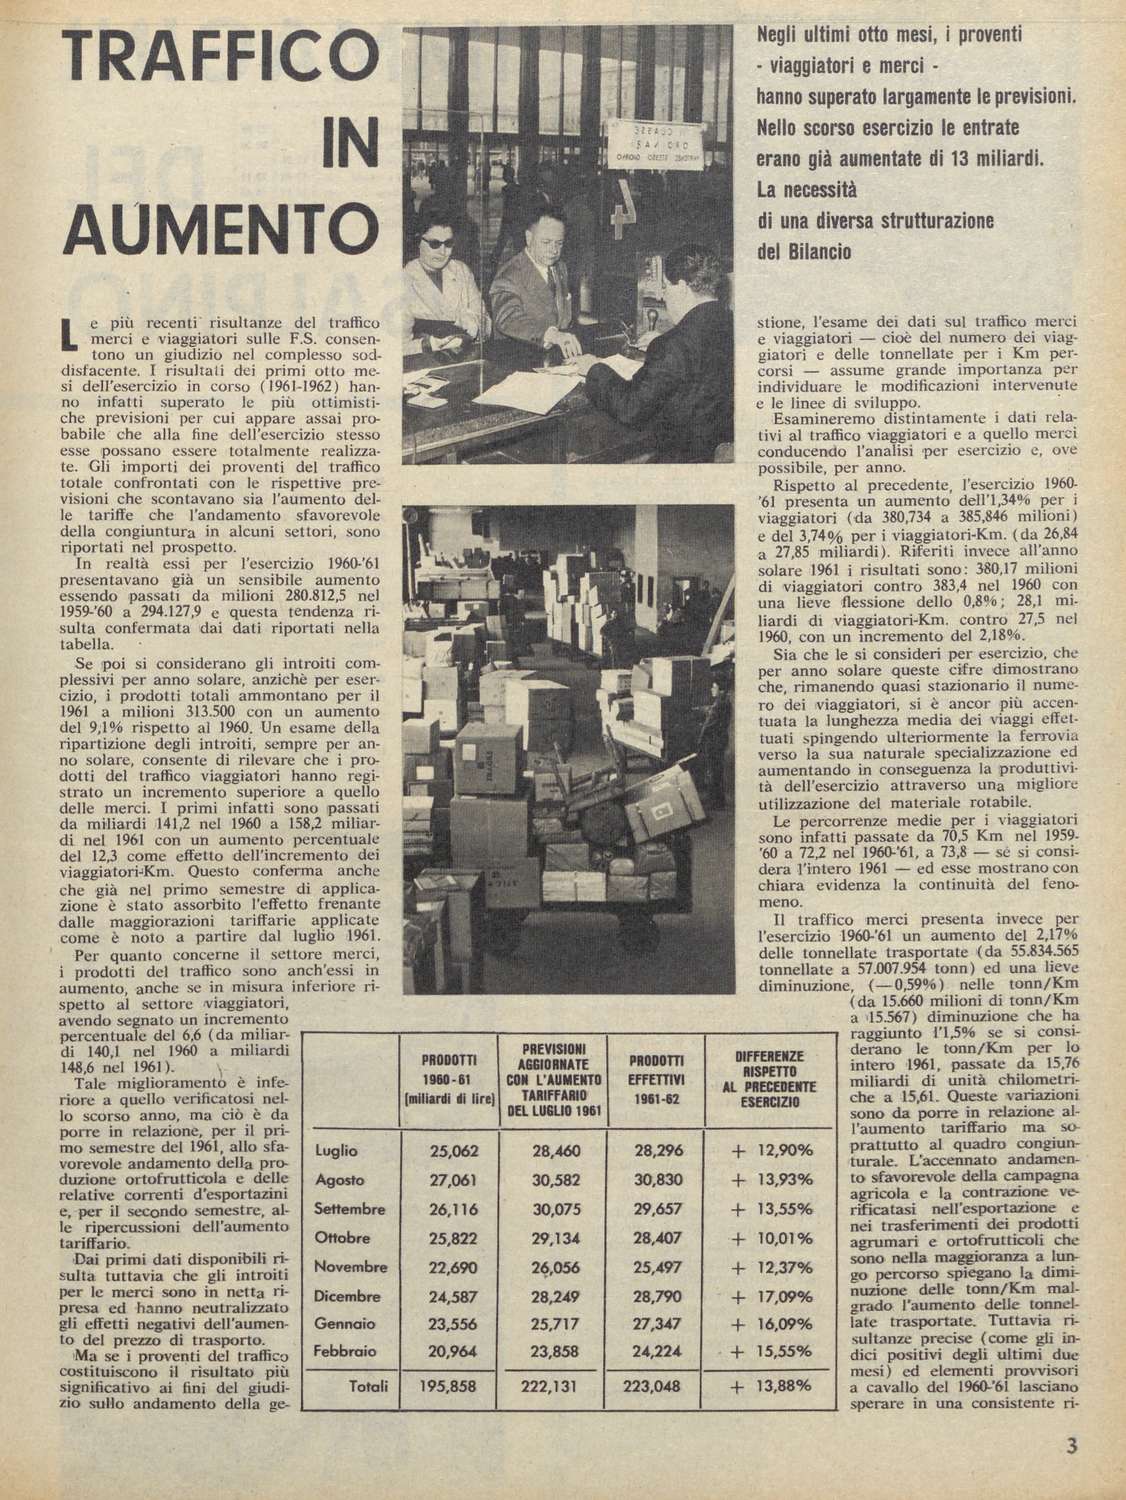 TRAFFICO
IN
AUMENTO
Negli ultimi otto mesi, i proventi
- viaggiatori e merci -
hanno superato largamente le previsioni.
Nello scorso esercizio le entrate
erano già aumentate di 13 miliardi.
La necessità
di una diversa strutturazione
del Bilancio
4
Le più recenti risultanze del traffico
merci e viaggiatori sulle F.S. consen-
tono un giudizio nel complesso sod-
disfacente. I risultati dei primi otto me-
si dell'esercizio in corso (1961-1962) han-
no infatti superato le più ottimisti-
che previsioni per cui appare assai pro-
babile che alla fine dell'esercizio stesso
esse possano essere totalmente realizza-
te. Gli importi dei proventi del traffico
totale confrontati con le rispettive pre-
visioni che scontavano sia l'aumento del-
le tariffe che l'andamento sfavorevole
della congiuntura in alcuni settori, sono
riportati nel prospetto.
In realtà essi per l'esercizio 1960-'61
presentavano già un sensibile aumento
essendo passati da milioni 280.812,5 nel
1959-'60 a 294.127,9 e questa tendenza ri-
sulta confermata dai dati riportati nella
tabella.
Se poi si considerano gli introiti com-
plessivi per anno solare, anzichè per eser-
cizio, i prodotti totali ammontano per il
1961 a milioni 313.500 con un aumento
del 9,1% rispetto al 1960. Un esame della
ripartizione degli introiti, sempre per an-
no solare, consente di rilevare che i pro-
dotti del traffico viaggiatori hanno regi-
strato un incremento superiore a quello
delle merci. I primi infatti sono passati
da miliardi 141,2 nel 1960 a 158,2 miliar-
di nel 1961 con un aumento percentuale
del 12,3 come effetto dell'incremento dei
viaggiatori-Km. Questo conferma anche
che già nel primo semestre di applica-
zione è stato assorbito l'effetto frenante
dalle maggiorazioni tariffarie applicate
come è noto a partire dal luglio 1961.
Per quanto concerne il settore merci,
i prodotti del traffico sono anch'essi in
aumento, anche se in misura inferiore ri-
spetto al settore viaggiatori,
avendo segnato un incremento
percentuale del 6,6 (da miliar-
di 140,1 nel 1960 a miliardi
148,6 nel 1961).
Tale miglioramento è infe-
riore a quello verificatosi nel-
lo scorso anno, ma ciò è da
porre in relazione, per il pri-
mo semestre del 1961, allo sfa-
vorevole andamento della pro-
duzione ortofrutticola e delle
relative correnti d'esportazini
e, per il secondo semestre, al-
le ripercussioni dell'aumento
tariffario.
Dai primi dati disponibili ri-
sulta tuttavia che gli introiti
per le merci sono in netta ri-
presa ed hanno neutralizzato
gli effetti negativi dell'aumen-
to del prezzo di trasporto.
Ma se i proventi del traffico
costituiscono il risultato più
significativo ai fini del giudi-
zio sullo andamento della ge-
stione, l'esame dei dati sul traffico merci
e viaggiatori — cioè del numero dei viag-
giatori e delle tonnellate per i Km per-
corsi — assume grande importanza per
individuare le modificazioni intervenute
e le linee di sviluppo.
Esamineremo distintamente i dati rela-
tivi al traffico viaggiatori e a quello merci
conducendo l'analisi per esercizio e, ove
possibile, per anno.
Rispetto al precedente, l'esercizio 1960-
'61 presenta un aumento dell'1,34% per i
viaggiatori (da 380,734 a 385,846 milioni)
e del 3,74% per i viaggiatori-Km. (da 26,84
a 27,85 miliardi). Riferiti invece all'anno
solare 1961 i risultati sono: 380,17 milioni
di viaggiatori contro 383,4 nel 1960 con
una lieve flessione dello 0,8%; 28,1 mi-
liardi di viaggiatori-Km. contro 27,5 nel
1960, con un incremento del 2,18%.
Sia che le si consideri per esercizio, che
per anno solare queste cifre dimostrano
che, rimanendo quasi stazionario il nume-
ro dei viaggiatori, si è ancor più accen-
tuata la lunghezza media dei viaggi effet-
tuati spingendo ulteriormente la ferrovia
verso la sua naturale specializzazione ed
aumentando in conseguenza la produttivi-
tà dell'esercizio attraverso una migliore
utilizzazione del materiale rotabile.
Le percorrenze medie per i viaggiatori
sono infatti passate da 70,5 Km nel 1959-
'60 a 72,2 nel 1960-'61, a 73,8 — se si consi-
dera l'intero 1961 — ed esse mostrano con
chiara evidenza la continuità del feno-
meno.
Il traffico merci presenta invece per
l'esercizio 1960-'61 un aumento del 2,17%
delle tonnellate trasportate (da 55.834.565
tonnellate a 57.007.954 tonn) ed una lieve
diminuzione, (—0,59%) nelle tonn/Km
(da 15.660 milioni di tonn/Km
a 15.567) diminuzione che ha
raggiunto l'1,5% se si consi-
derano le tonn/Km per lo
intero 1961, passate da 15,76
miliardi di unità chilometri-
che a 15,61. Queste variazioni
sono da porre in relazione al-
l'aumento tariffario ma so-
prattutto al quadro congiun-
turale. L'accennato andamen-
to sfavorevole della campagna
agricola e la contrazione ve-
rificatasi nell'esportazione e
nei trasferimenti dei prodotti
agrumari e ortofrutticoli che
sono nella maggioranza a lun-
go percorso spiegano la dimi-
nuzione delle tonn/Km mal-
grado l'aumento delle tonnel-
late trasportate. Tuttavia ri-
sultanze precise (come gli in-
dici positivi degli ultimi due
mesi) ed elementi provvisori
a cavallo del 1960-'61 lasciano
sperare in una consistente ri-
PRODOTTI 1960-61 (miliardi di lire) | PREVISIONI AGGIORNATE CON L'AUMENTO TARIFFARIO DEL LUGLIO 1961 | PRODOTTI EFFETTIVI 1961-62 | DIFFERENZE RISPETTO AL PRECEDENTE ESERCIZIO
Luglio 25,062 28,460 28,296 + 12,90%
Agosto 27,061 30,582 30,830 + 13,93%
Settembre 26,116 30,075 29,657 + 13,55%
Ottobre 25,822 29,134 28,407 + 10,01%
Novembre 22,690 26,056 25,497 + 12,37%
Dicembre 24,587 28,249 28,790 + 17,09%
Gennaio 23,556 25,717 27,347 + 16,09%
Febbraio 20,964 23,858 24,224 + 15,55%
Totali 195,858 222,131 223,048 + 13,88%
3